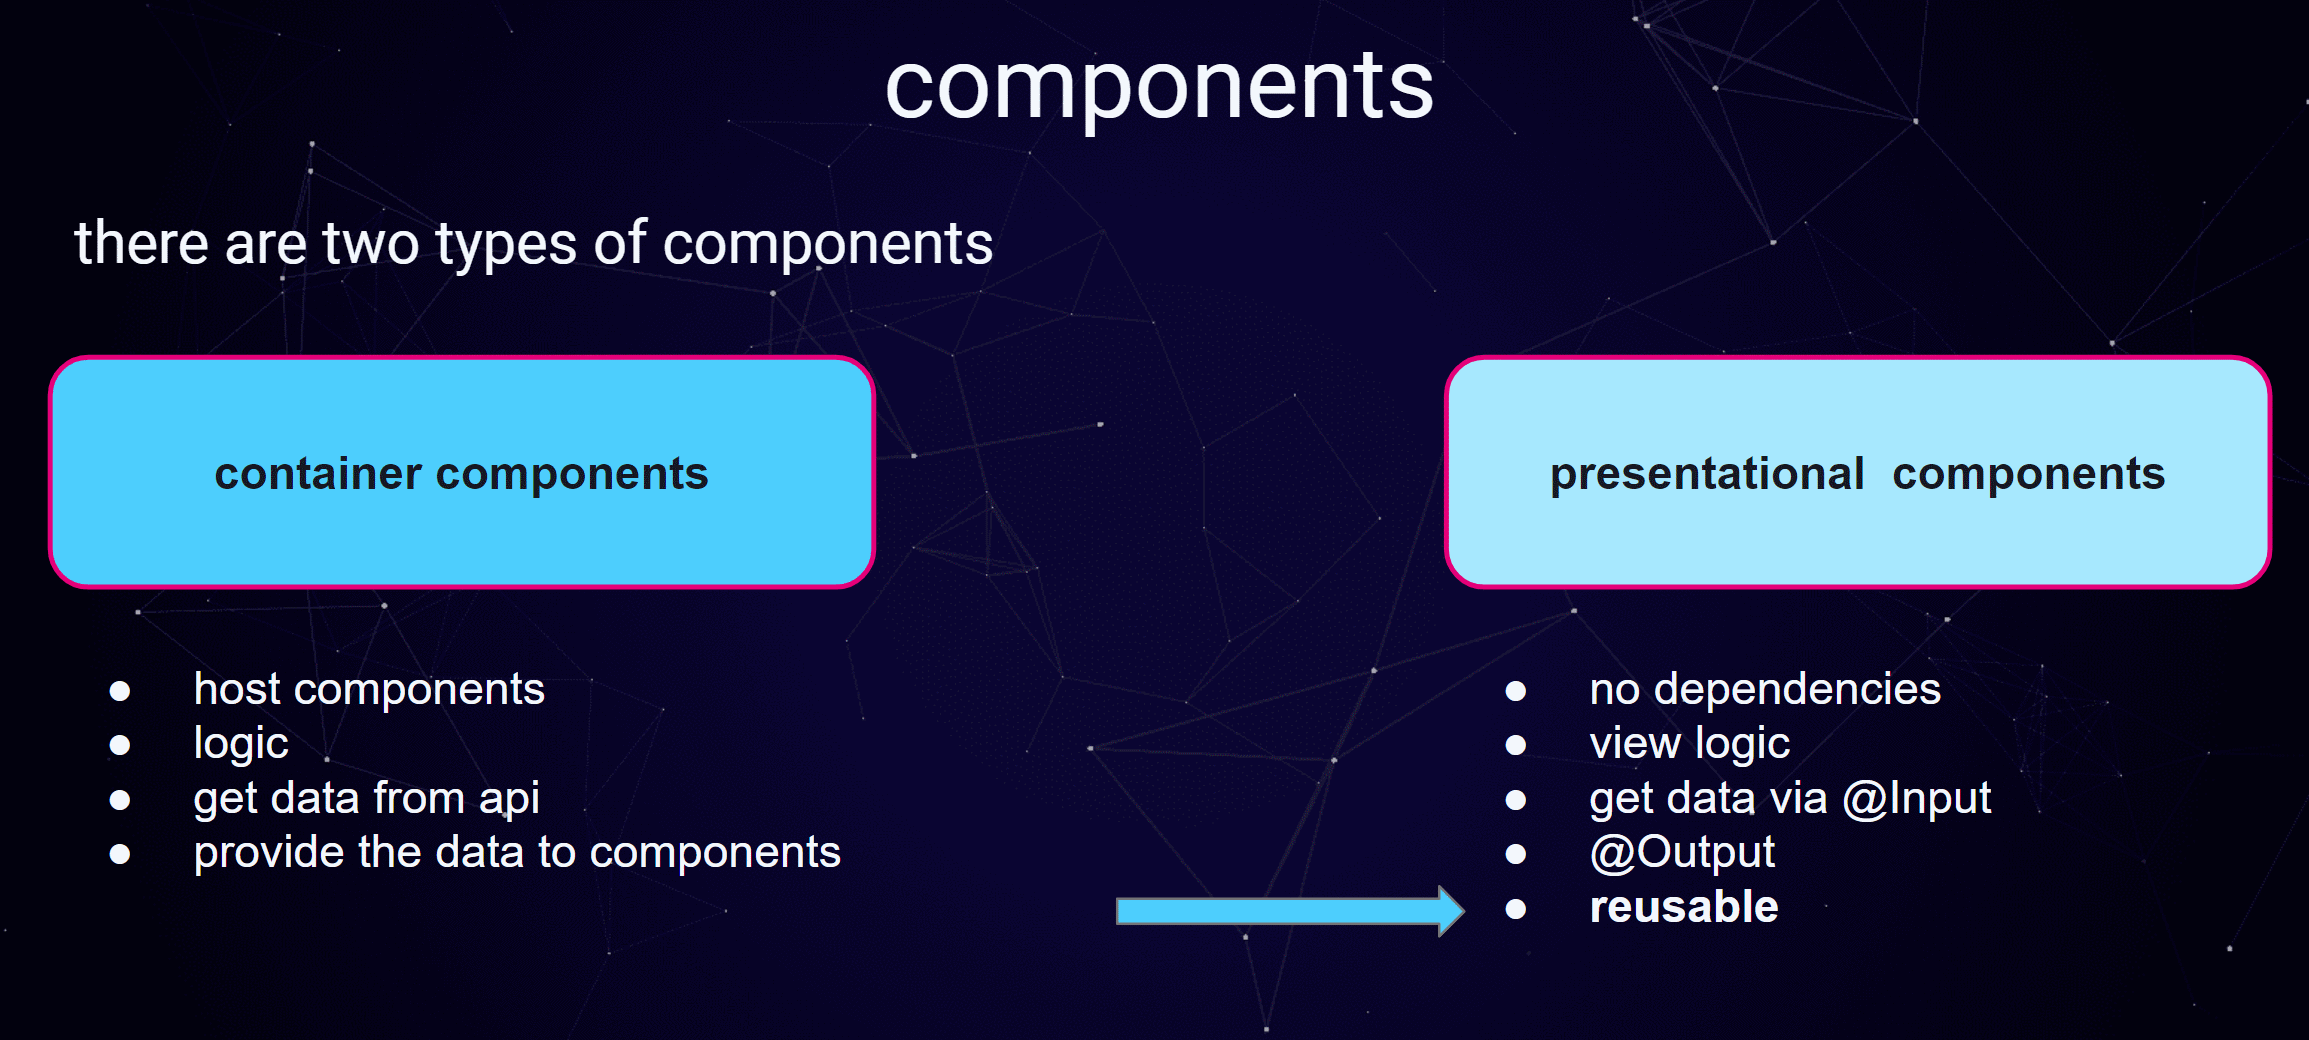 components
there are two types of components
container components
● host components
● logic
● get data from api
● provide the data to components
presentational  components
● no dependencies
● view logic
● get data via @Input
● @Output
● reusable